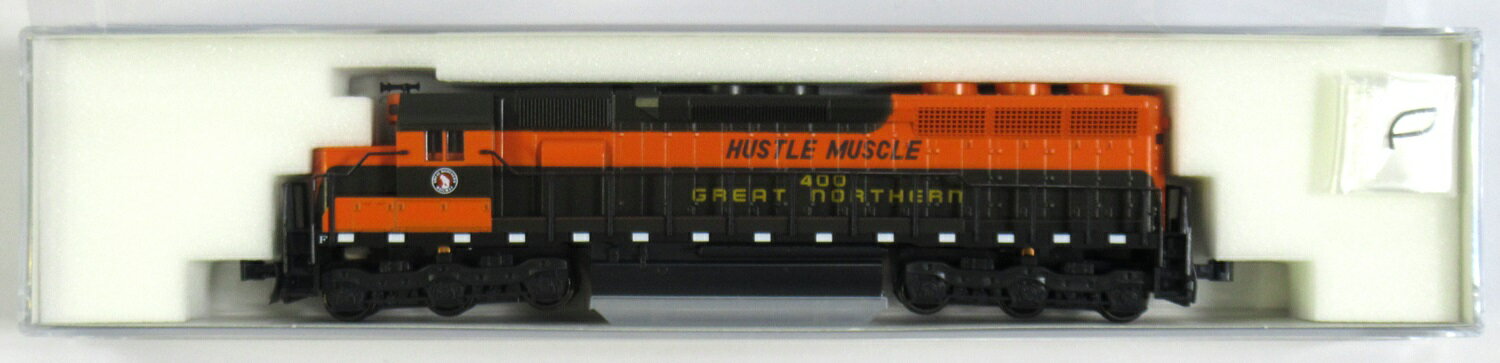 HUSTLE MUSCLE
400
GREAT NORTHERN
F